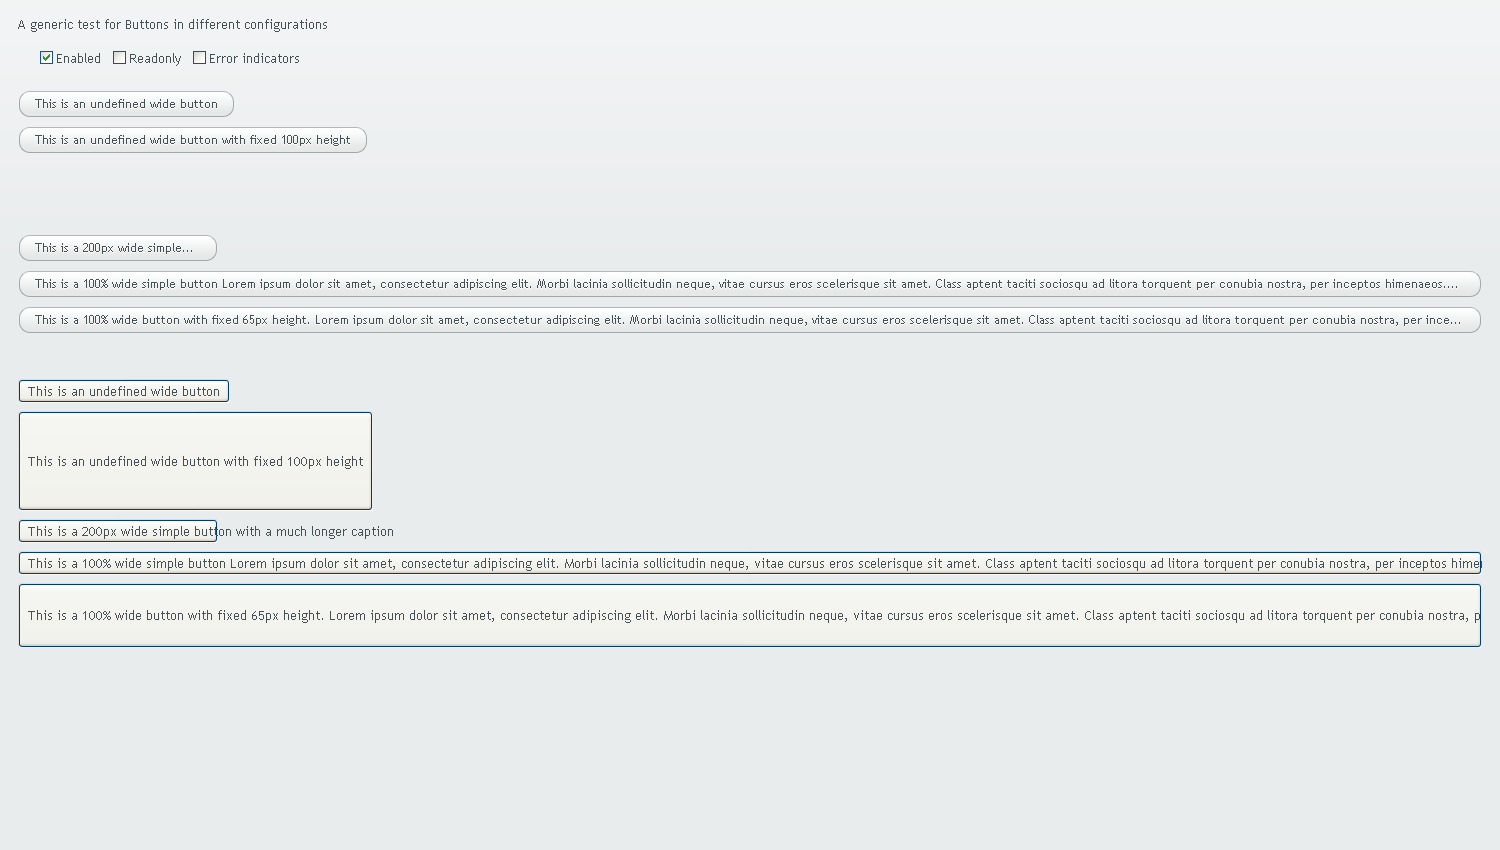 A generic test for Buttons in different configurations
Enabled Readonly Error indicators
This is an undefined wide button
This is an undefined wide button with fixed 100px height
This is a 200px wide simple...
This is a 100% wide simple button Lorem ipsum dolor sit amet, consectetur adipiscing elit. Morbi lacinia sollicitudin neque, vitae cursus eros scelerisque sit amet. Class aptent taciti sociosqu ad litora torquent per conubia nostra, per inceptos himenaeos....
This is a 100% wide button with fixed 65px height. Lorem ipsum dolor sit amet, consectetur adipiscing elit. Morbi lacinia sollicitudin neque, vitae cursus eros scelerisque sit amet. Class aptent taciti sociosqu ad litora torquent per conubia nostra, per ince...
This is an undefined wide button
This is an undefined wide button with fixed 100px height
This is a 200px wide simple button with a much longer caption
This is a 100% wide simple button Lorem ipsum dolor sit amet, consectetur adipiscing elit. Morbi lacinia sollicitudin neque, vitae cursus eros scelerisque sit amet. Class aptent taciti sociosqu ad litora torquent per conubia nostra, per inceptos hime
This is a 100% wide button with fixed 65px height. Lorem ipsum dolor sit amet, consectetur adipiscing elit. Morbi lacinia sollicitudin neque, vitae cursus eros scelerisque sit amet. Class aptent taciti sociosqu ad litora torquent per conubia nostra, p